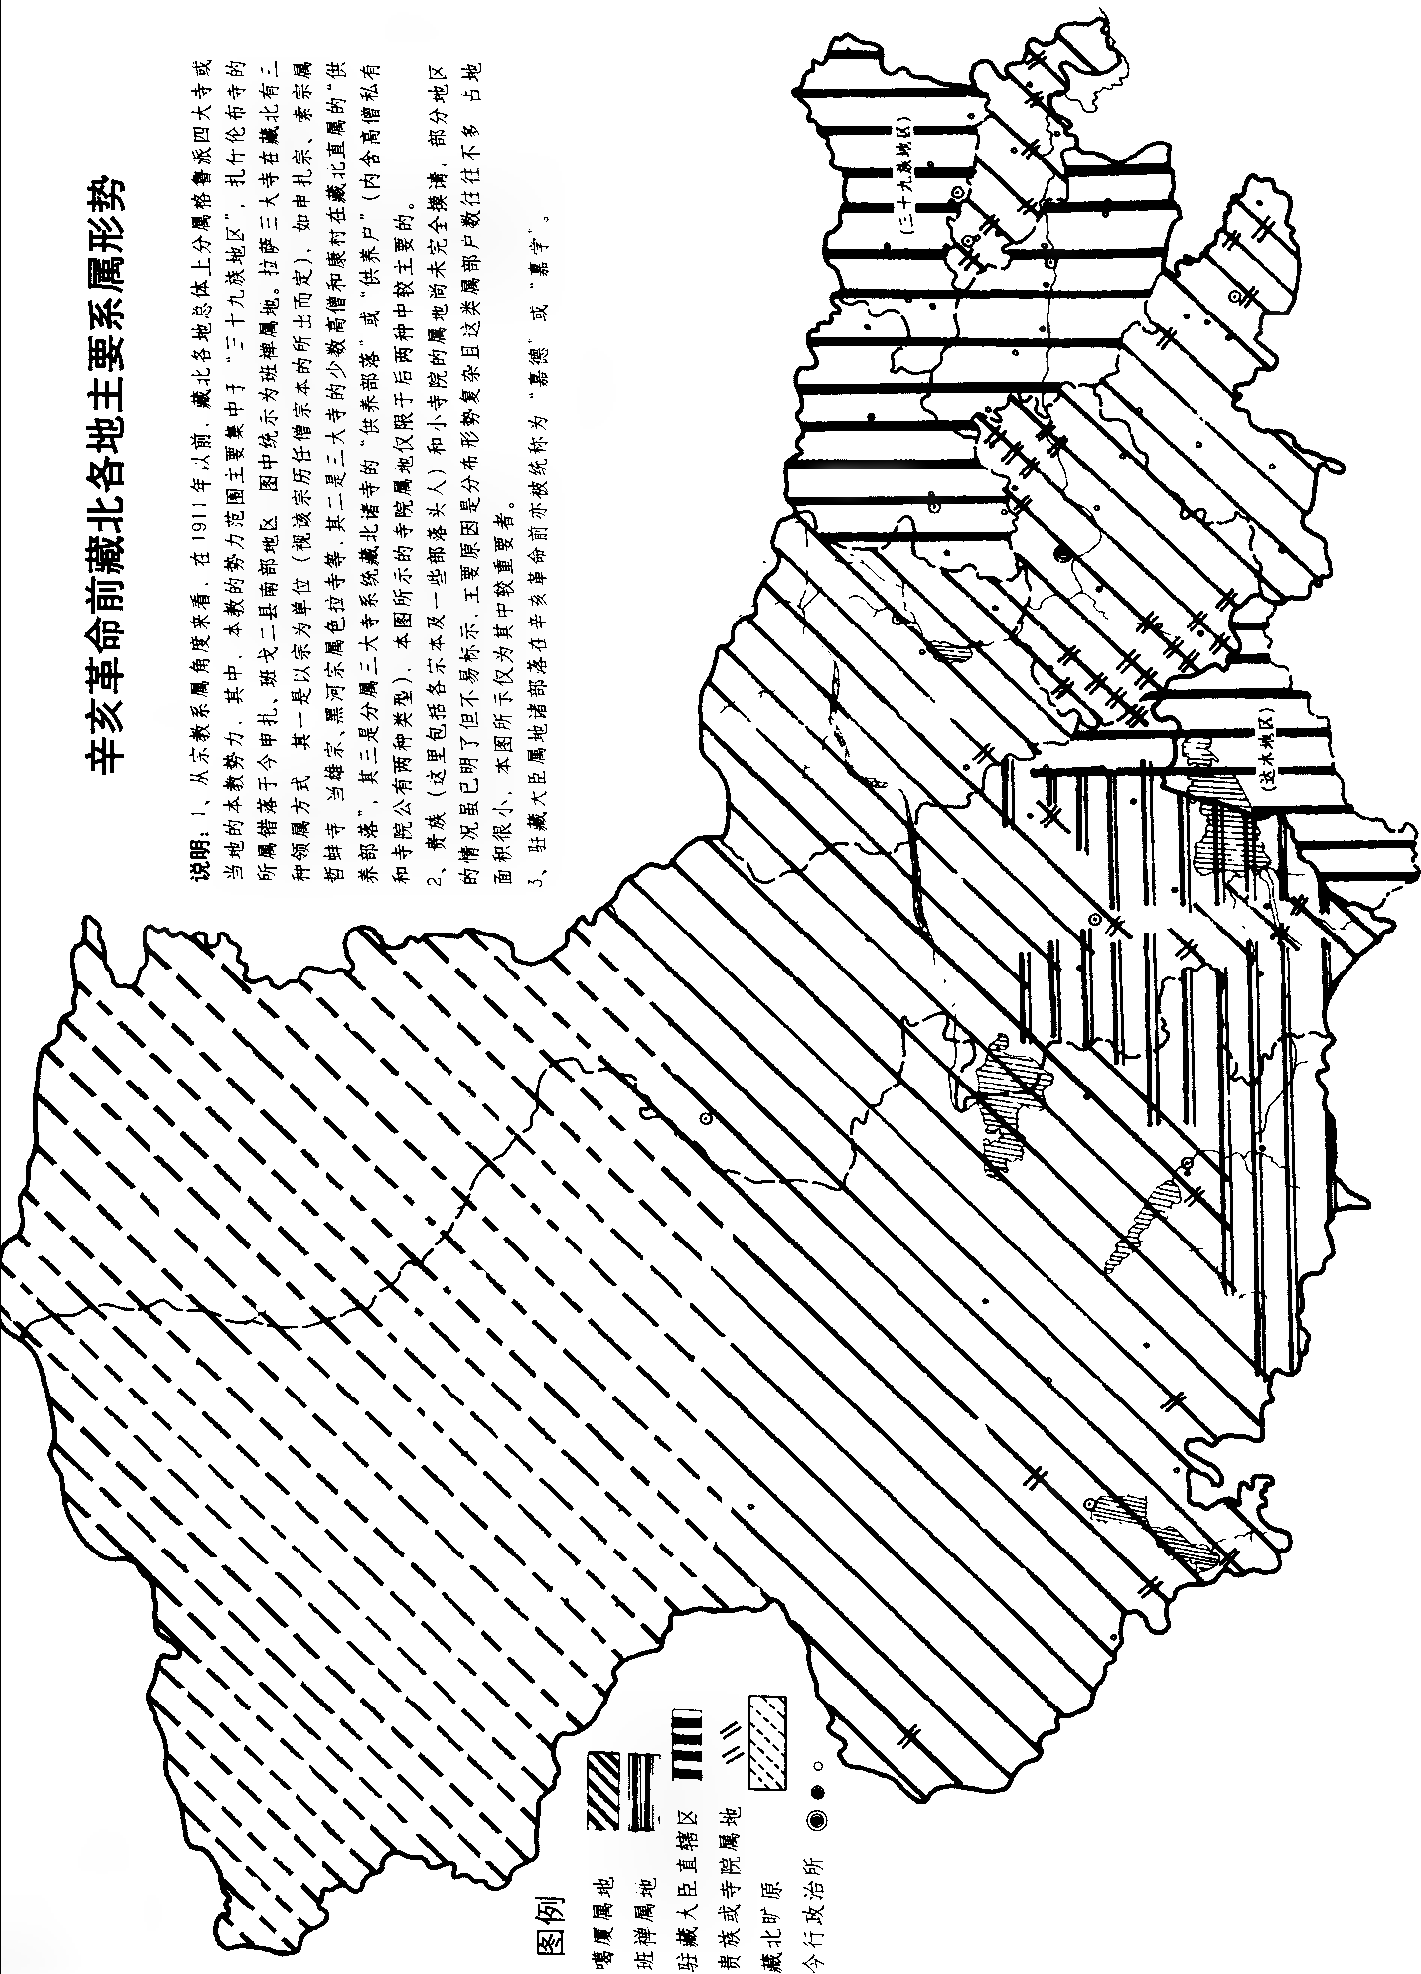 辛亥革命前藏北各地主要系属形势
说明：1、从宗教系属角度来看，在1911年以前，藏北各地总体上分属格鲁派四大寺或
当地的本教势力，其中，本教的势力范围主要集中于“三十九族地区”，扎什伦布寺的
所属错落于今申扎、班戈二县南部地区 图中统示为班禅属地。拉萨三大寺在藏北有三
种领属方式 其一是以宗为单位（视该宗历任僧宗本的所出而定），如申扎宗、索宗属
哲蚌寺 当雄宗、黑河宗属色拉寺等，其二是三大寺的少数高僧和康村在藏北直属的“供
养部落”，其三是分属三大寺系统藏北诸寺的“供养部落”或“供养户”（内含高僧私有
和寺院公有两种类型），本图所示的寺院属地仅限于后两种中较主要的。
2、贵族（这里包括各宗本及一些部落头人）和小寺院的属地尚未完全摸清，部分地区
的情况虽已明了但不易标示，主要原因是分布形势复杂且这类属部户数往往不多 占地
面积很小，本图所示仅为其中较重要者。
3、驻藏大臣属地诸部落在辛亥革命前亦被统称为“嘉德”或“嘉字”。
（三十九族地区）
（达木地区）
图例
噶厦属地
班禅属地
驻藏大臣直辖区
贵族或寺院属地
藏北旷原
今行政治所